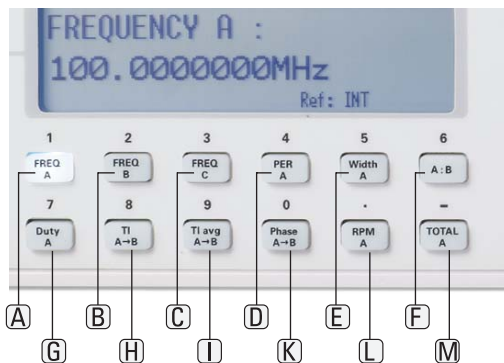 FREQUENCY A :
100.0000000MHz
Ref: INT
1 2 3 4 5 6
FREQ A FREQ B FREQ C PER A Width A A:B
7 8 9 0 . –
Duty A TI A→B TI avg A→B Phase A→B RPM A TOTAL A
A B C D E F
G H I K L M